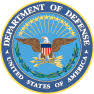 DEPARTMENT OF DEFENSE
UNITED STATES OF AMERICA